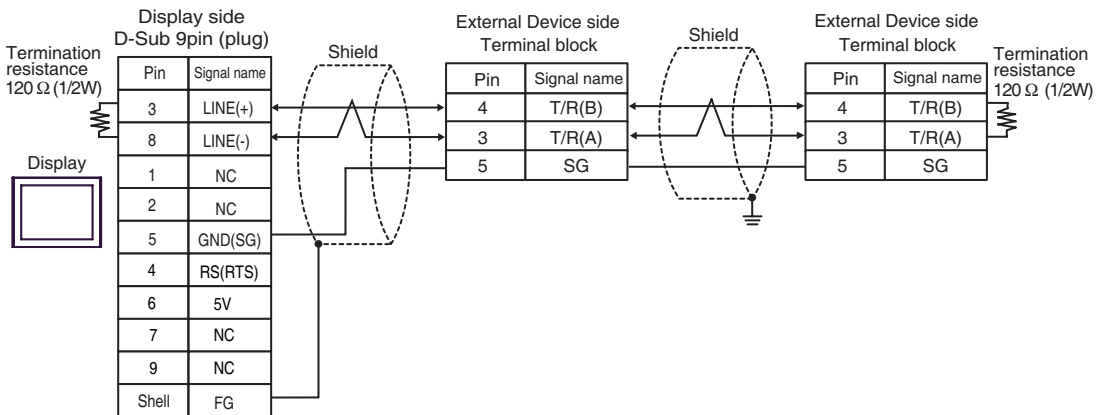 Display side
D-Sub 9pin (plug)
Termination
resistance
120 Ω (1/2W)
Display
Pin Signal name
3 LINE(+)
8 LINE(-)
1 NC
2 NC
5 GND(SG)
4 RS(RTS)
6 5V
7 NC
9 NC
Shell FG
Shield
External Device side
Terminal block
Pin Signal name
4 T/R(B)
3 T/R(A)
5 SG
Shield
External Device side
Terminal block
Pin Signal name
4 T/R(B)
3 T/R(A)
5 SG
Termination
resistance
120 Ω (1/2W)